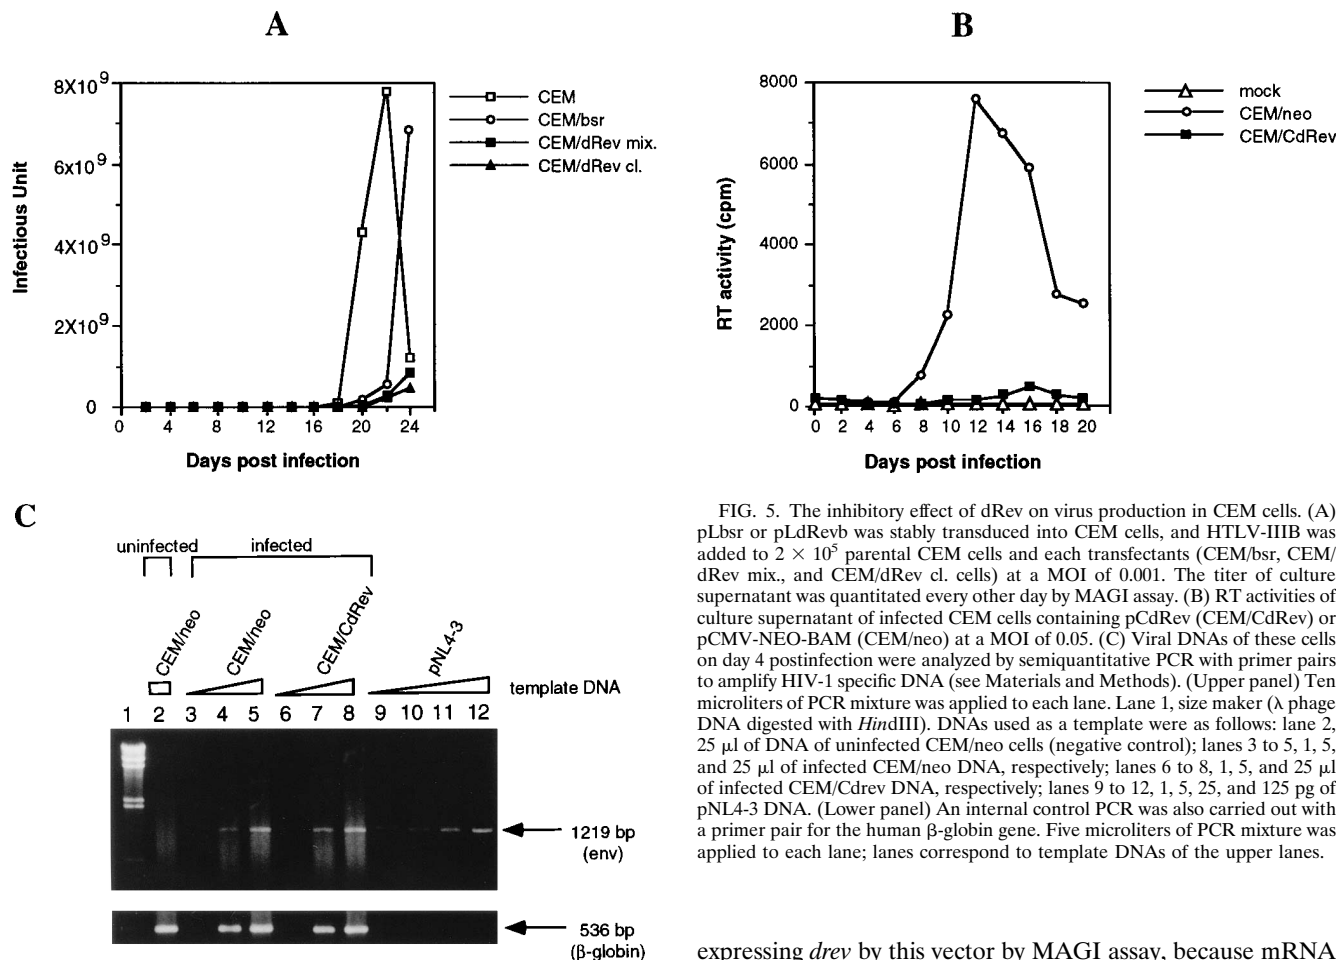 A
8X10^9
6x10^9
4X10^9
2X10^9
0
Infectious Unit
0 4 8 12 16 20 24
Days post infection
CEM
CEM/bsr
CEM/dRev mix.
CEM/dRev cl.
B
8000
6000
4000
2000
0
RT activity (cpm)
0 2 4 6 8 10 12 14 16 18 20
Days post infection
mock
CEM/neo
CEM/CdRev
C
uninfected infected
CEM/neo CEM/neo CEM/CdRev pNL4-3
template DNA
1 2 3 4 5 6 7 8 9 10 11 12
1219 bp
(env)
536 bp
(β-globin)
FIG. 5. The inhibitory effect of dRev on virus production in CEM cells. (A)
pLbsr or pLdRevb was stably transduced into CEM cells, and HTLV-IIIB was
added to 2 × 10⁵ parental CEM cells and each transfectants (CEM/bsr, CEM/
dRev mix., and CEM/dRev cl. cells) at a MOI of 0.001. The titer of culture
supernatant was quantitated every other day by MAGI assay. (B) RT activities of
culture supernatant of infected CEM cells containing pCdRev (CEM/CdRev) or
pCMV-NEO-BAM (CEM/neo) at a MOI of 0.05. (C) Viral DNAs of these cells
on day 4 postinfection were analyzed by semiquantitative PCR with primer pairs
to amplify HIV-1 specific DNA (see Materials and Methods). (Upper panel) Ten
microliters of PCR mixture was applied to each lane. Lane 1, size maker (λ phage
DNA digested with HindIII). DNAs used as a template were as follows: lane 2,
25 μl of DNA of uninfected CEM/neo cells (negative control); lanes 3 to 5, 1, 5,
and 25 μl of infected CEM/neo DNA, respectively; lanes 6 to 8, 1, 5, and 25 μl
of infected CEM/Cdrev DNA, respectively; lanes 9 to 12, 1, 5, 25, and 125 pg of
pNL4-3 DNA. (Lower panel) An internal control PCR was also carried out with
a primer pair for the human β-globin gene. Five microliters of PCR mixture was
applied to each lane; lanes correspond to template DNAs of the upper lanes.
expressing drev by this vector by MAGI assay, because mRNA